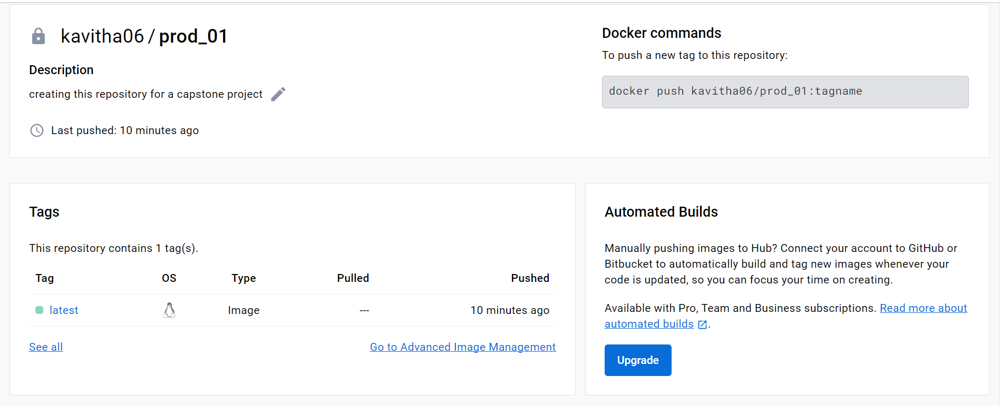 kavitha06 / prod_01
Description
creating this repository for a capstone project
Last pushed: 10 minutes ago
Docker commands
To push a new tag to this repository:
docker push kavitha06/prod_01:tagname
Tags
This repository contains 1 tag(s).
Tag OS Type Pulled Pushed
latest Image --- 10 minutes ago
See all Go to Advanced Image Management
Automated Builds
Manually pushing images to Hub? Connect your account to GitHub or
Bitbucket to automatically build and tag new images whenever your
code is updated, so you can focus your time on creating.
Available with Pro, Team and Business subscriptions. Read more about
automated builds .
Upgrade